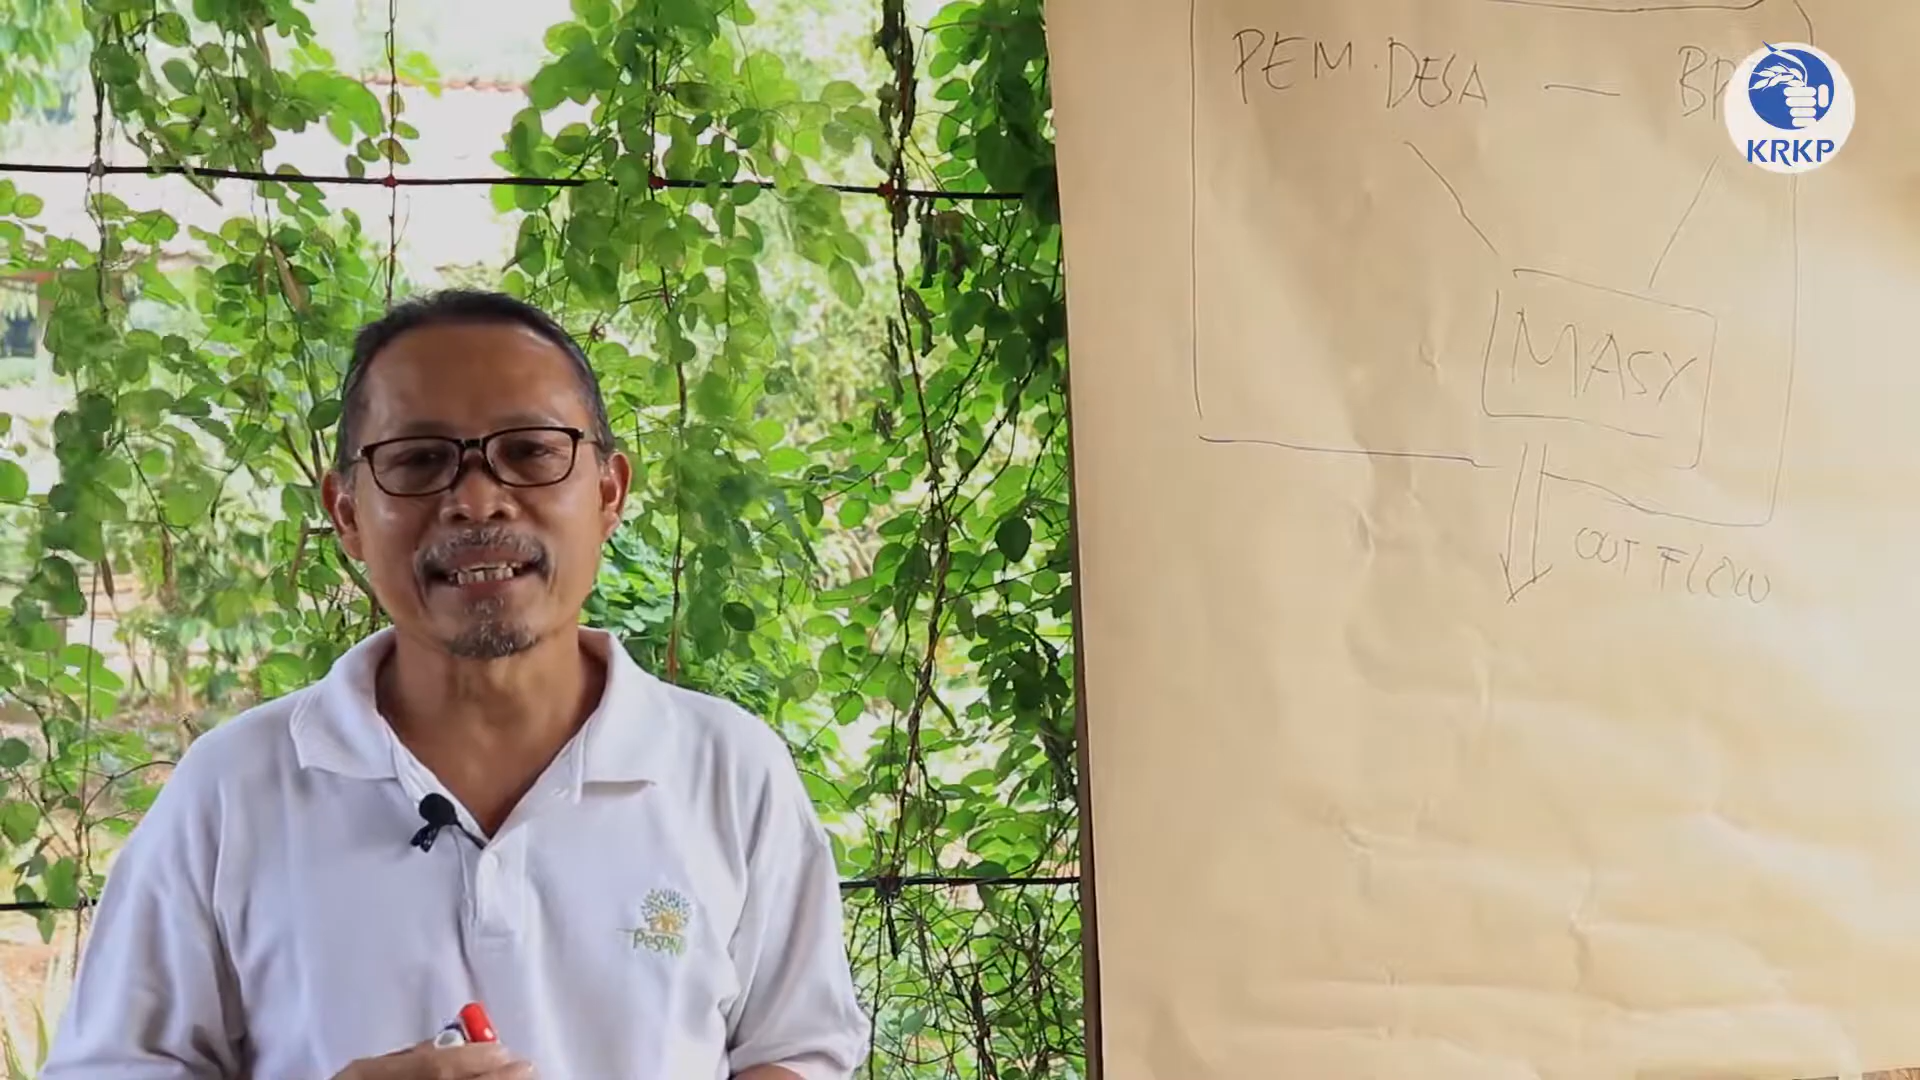 PEM. DESA — BP
KRKP
MASY
OUT FLOW